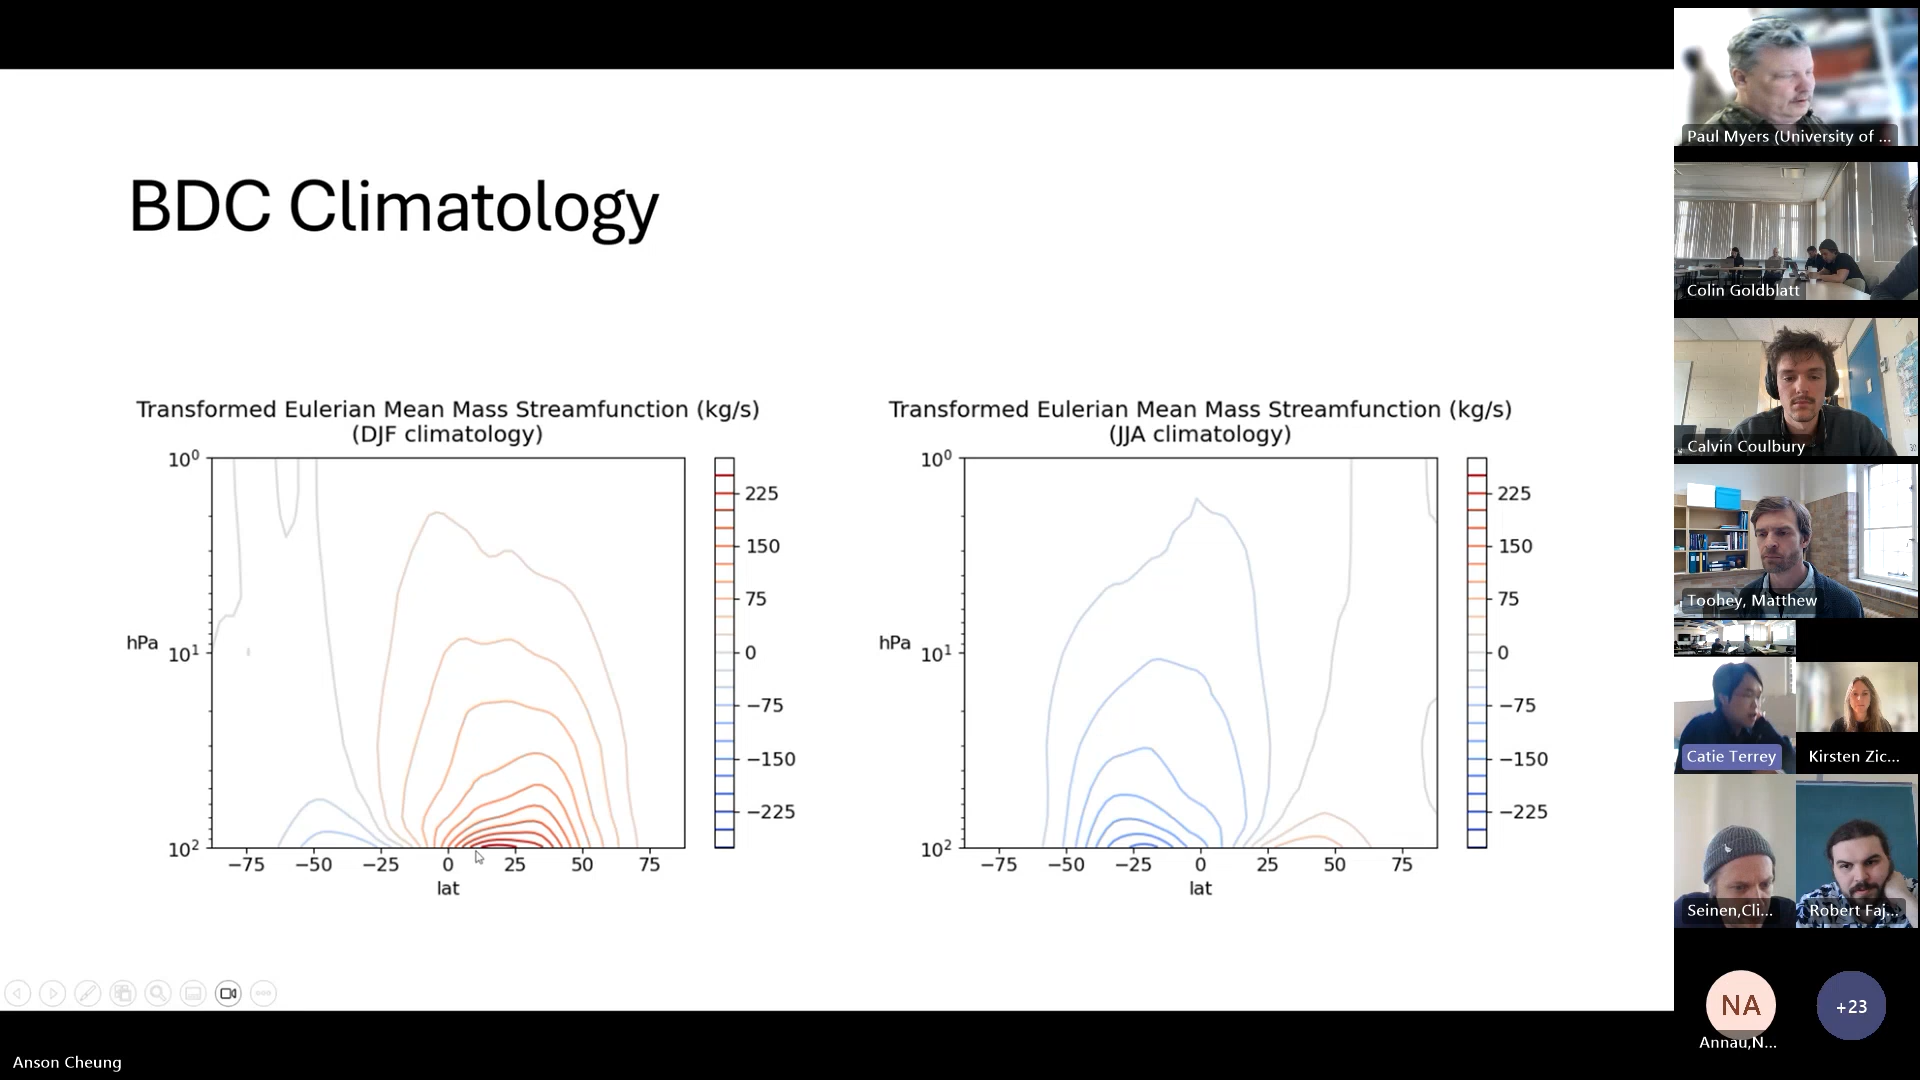 BDC Climatology
Transformed Eulerian Mean Mass Streamfunction (kg/s)
(DJF climatology)
10⁰
10¹
10²
hPa
−75
−50
−25
0
25
50
75
lat
225
150
75
0
−75
−150
−225
Transformed Eulerian Mean Mass Streamfunction (kg/s)
(JJA climatology)
10⁰
10¹
10²
hPa
−75
−50
−25
0
25
50
75
lat
225
150
75
0
−75
−150
−225
Anson Cheung
Paul Myers (University of ...
Colin Goldblatt
Calvin Coulbury
Toohey, Matthew
Catie Terrey
Kirsten Zic...
Seinen,Cli...
Robert Faj...
NA
Annau,N...
+23